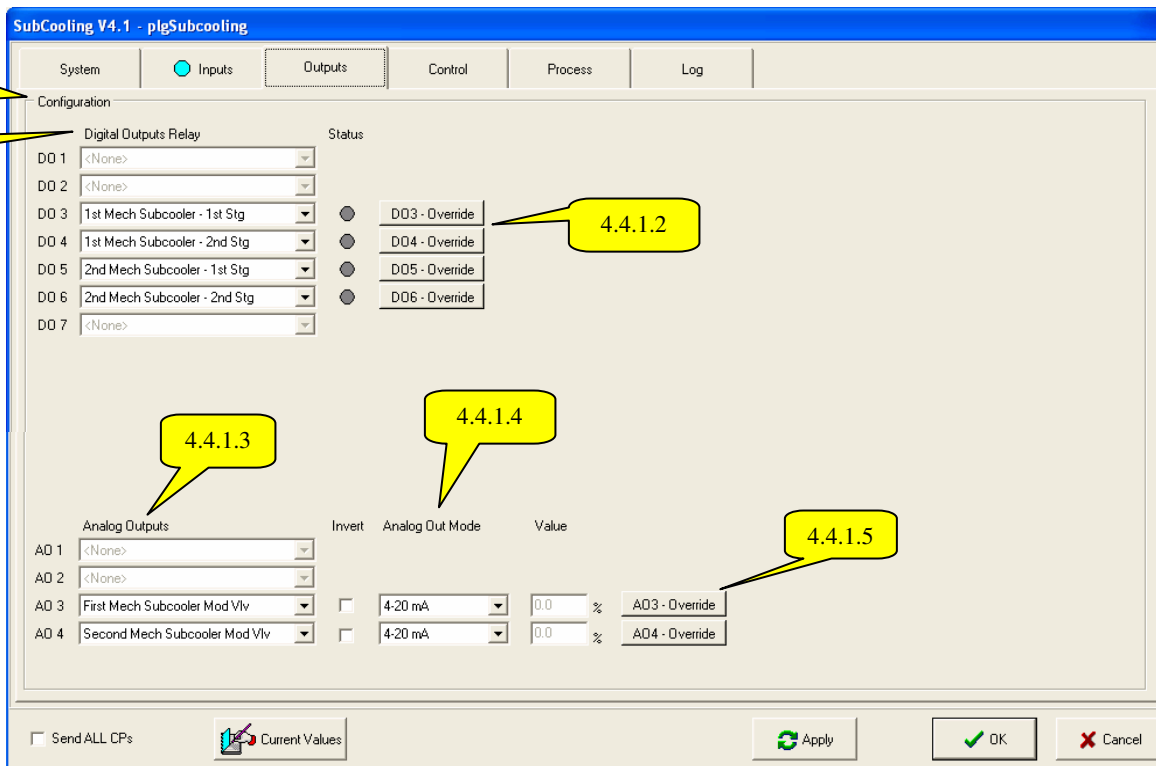 SubCooling V4.1 - plgSubcooling
System Inputs Outputs Control Process Log
Configuration
Digital Outputs Relay Status
DO 1 <None>
DO 2 <None>
DO 3 1st Mech Subcooler - 1st Stg DO3 - Override
4.4.1.2
DO 4 1st Mech Subcooler - 2nd Stg DO4 - Override
DO 5 2nd Mech Subcooler - 1st Stg DO5 - Override
DO 6 2nd Mech Subcooler - 2nd Stg DO6 - Override
DO 7 <None>
4.4.1.4
4.4.1.3
Analog Outputs Invert Analog Out Mode Value
4.4.1.5
AO 1 <None>
AO 2 <None>
AO 3 First Mech Subcooler Mod Vlv 4-20 mA 0.0 % AO3 - Override
AO 4 Second Mech Subcooler Mod Vlv 4-20 mA 0.0 % AO4 - Override
Send ALL CPs Current Values Apply OK Cancel